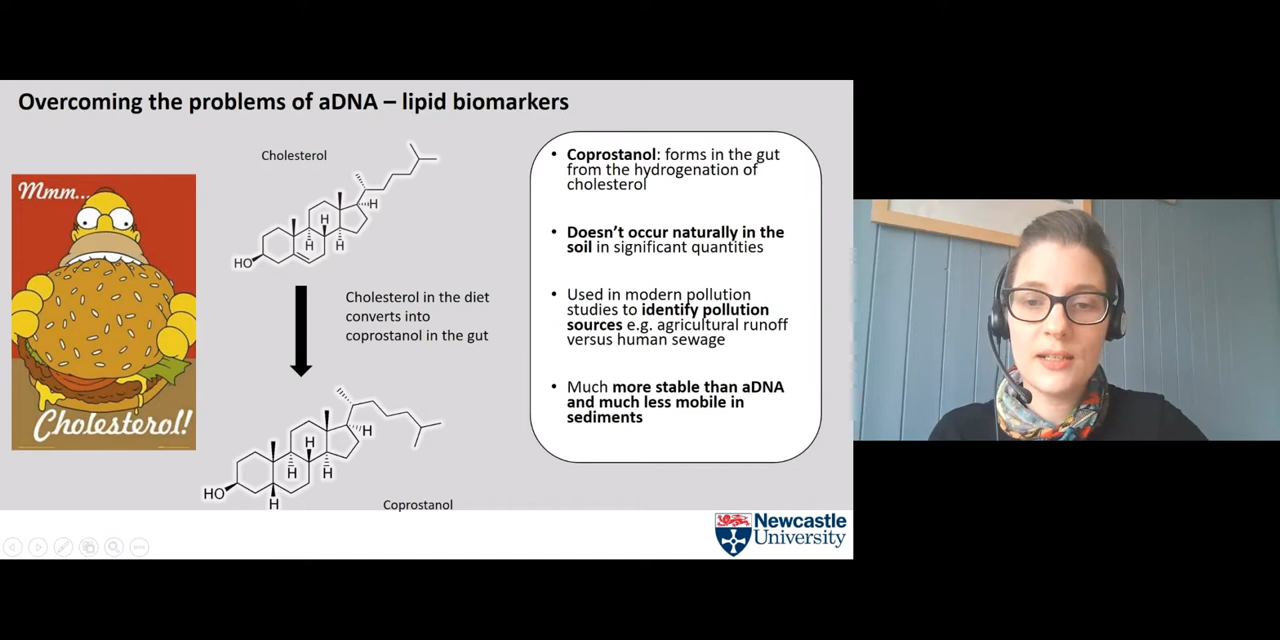 Overcoming the problems of aDNA – lipid biomarkers
Mmm...
Cholesterol!
Cholesterol
H
H
H
H
HO
Cholesterol in the diet
converts into
coprostanol in the gut
H
H
H
H
HO
H
Coprostanol
• Coprostanol: forms in the gut
from the hydrogenation of
cholesterol
• Doesn't occur naturally in the
soil in significant quantities
• Used in modern pollution
studies to identify pollution
sources e.g. agricultural runoff
versus human sewage
• Much more stable than aDNA
and much less mobile in
sediments
Newcastle
University